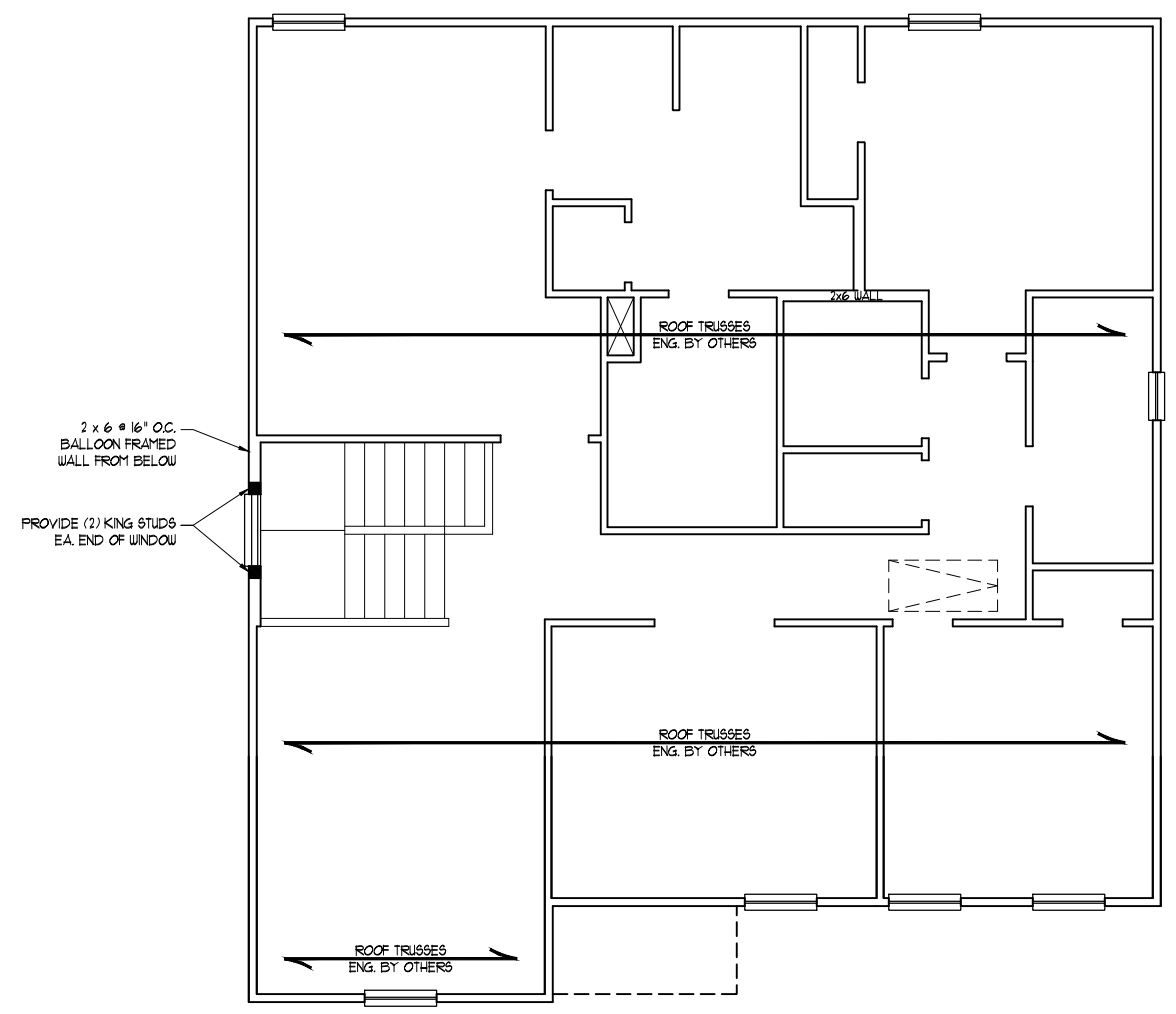 2x6 WALL
ROOF TRUSSES
ENG. BY OTHERS
2 x 6 @ 16" O.C.
BALLOON FRAMED
WALL FROM BELOW
PROVIDE (2) KING STUDS
EA. END OF WINDOW
ROOF TRUSSES
ENG. BY OTHERS
ROOF TRUSSES
ENG. BY OTHERS